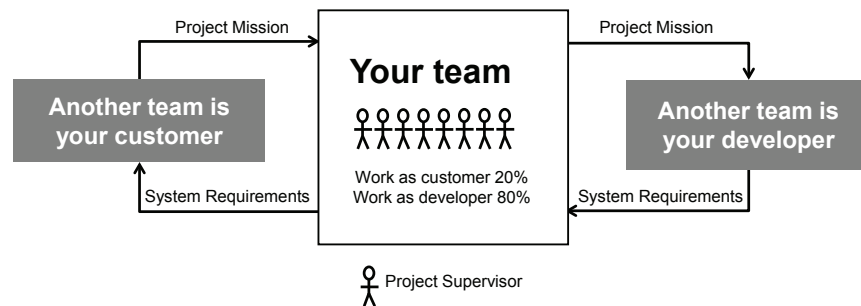 Project Mission
Project Mission
Your team
Another team is
your customer
Another team is
your developer
Work as customer 20%
Work as developer 80%
System Requirements
System Requirements
Project Supervisor